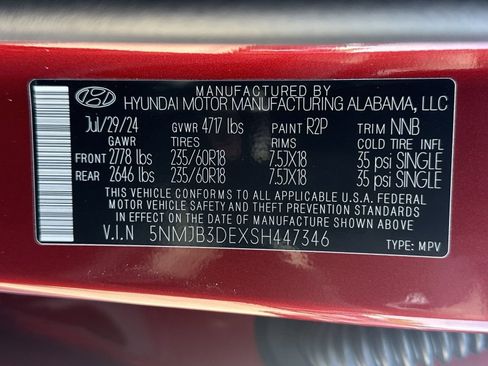 MANUFACTURED BY
HYUNDAI MOTOR MANUFACTURING ALABAMA, LLC
Jul/29/24 GVWR 4717 lbs PAINT R2P TRIM NNB
GAWR TIRES RIMS COLD TIRE INFL
FRONT 2778 lbs 235/60R18 7.5JX18 35 psi SINGLE
REAR 2646 lbs 235/60R18 7.5JX18 35 psi SINGLE
THIS VEHICLE CONFORMS TO ALL APPLICABLE U.S.A. FEDERAL
MOTOR VEHICLE SAFETY AND THEFT PREVENTION STANDARDS
IN EFFECT ON THE DATE OF MANUFACTURE SHOWN ABOVE
V.I.N 5NMJB3DEXSH447346 TYPE: MPV